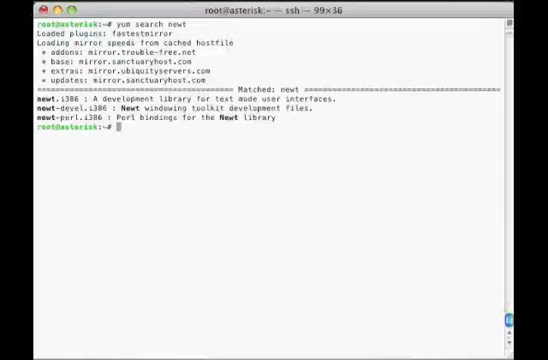 root@asterisk:~ — ssh — 99×36
root@asterisk:~# yum search newt
Loaded plugins: fastestmirror
Loading mirror speeds from cached hostfile
* addons: mirror.trouble-free.net
* base: mirror.sanctuaryhost.com
* extras: mirror.ubiquityservers.com
* updates: mirror.sanctuaryhost.com
======================================= Matched: newt =======================================
newt.i386 : A development library for text mode user interfaces.
newt-devel.i386 : Newt windowing toolkit development files.
newt-perl.i386 : Perl bindings for the Newt library
root@asterisk:~#